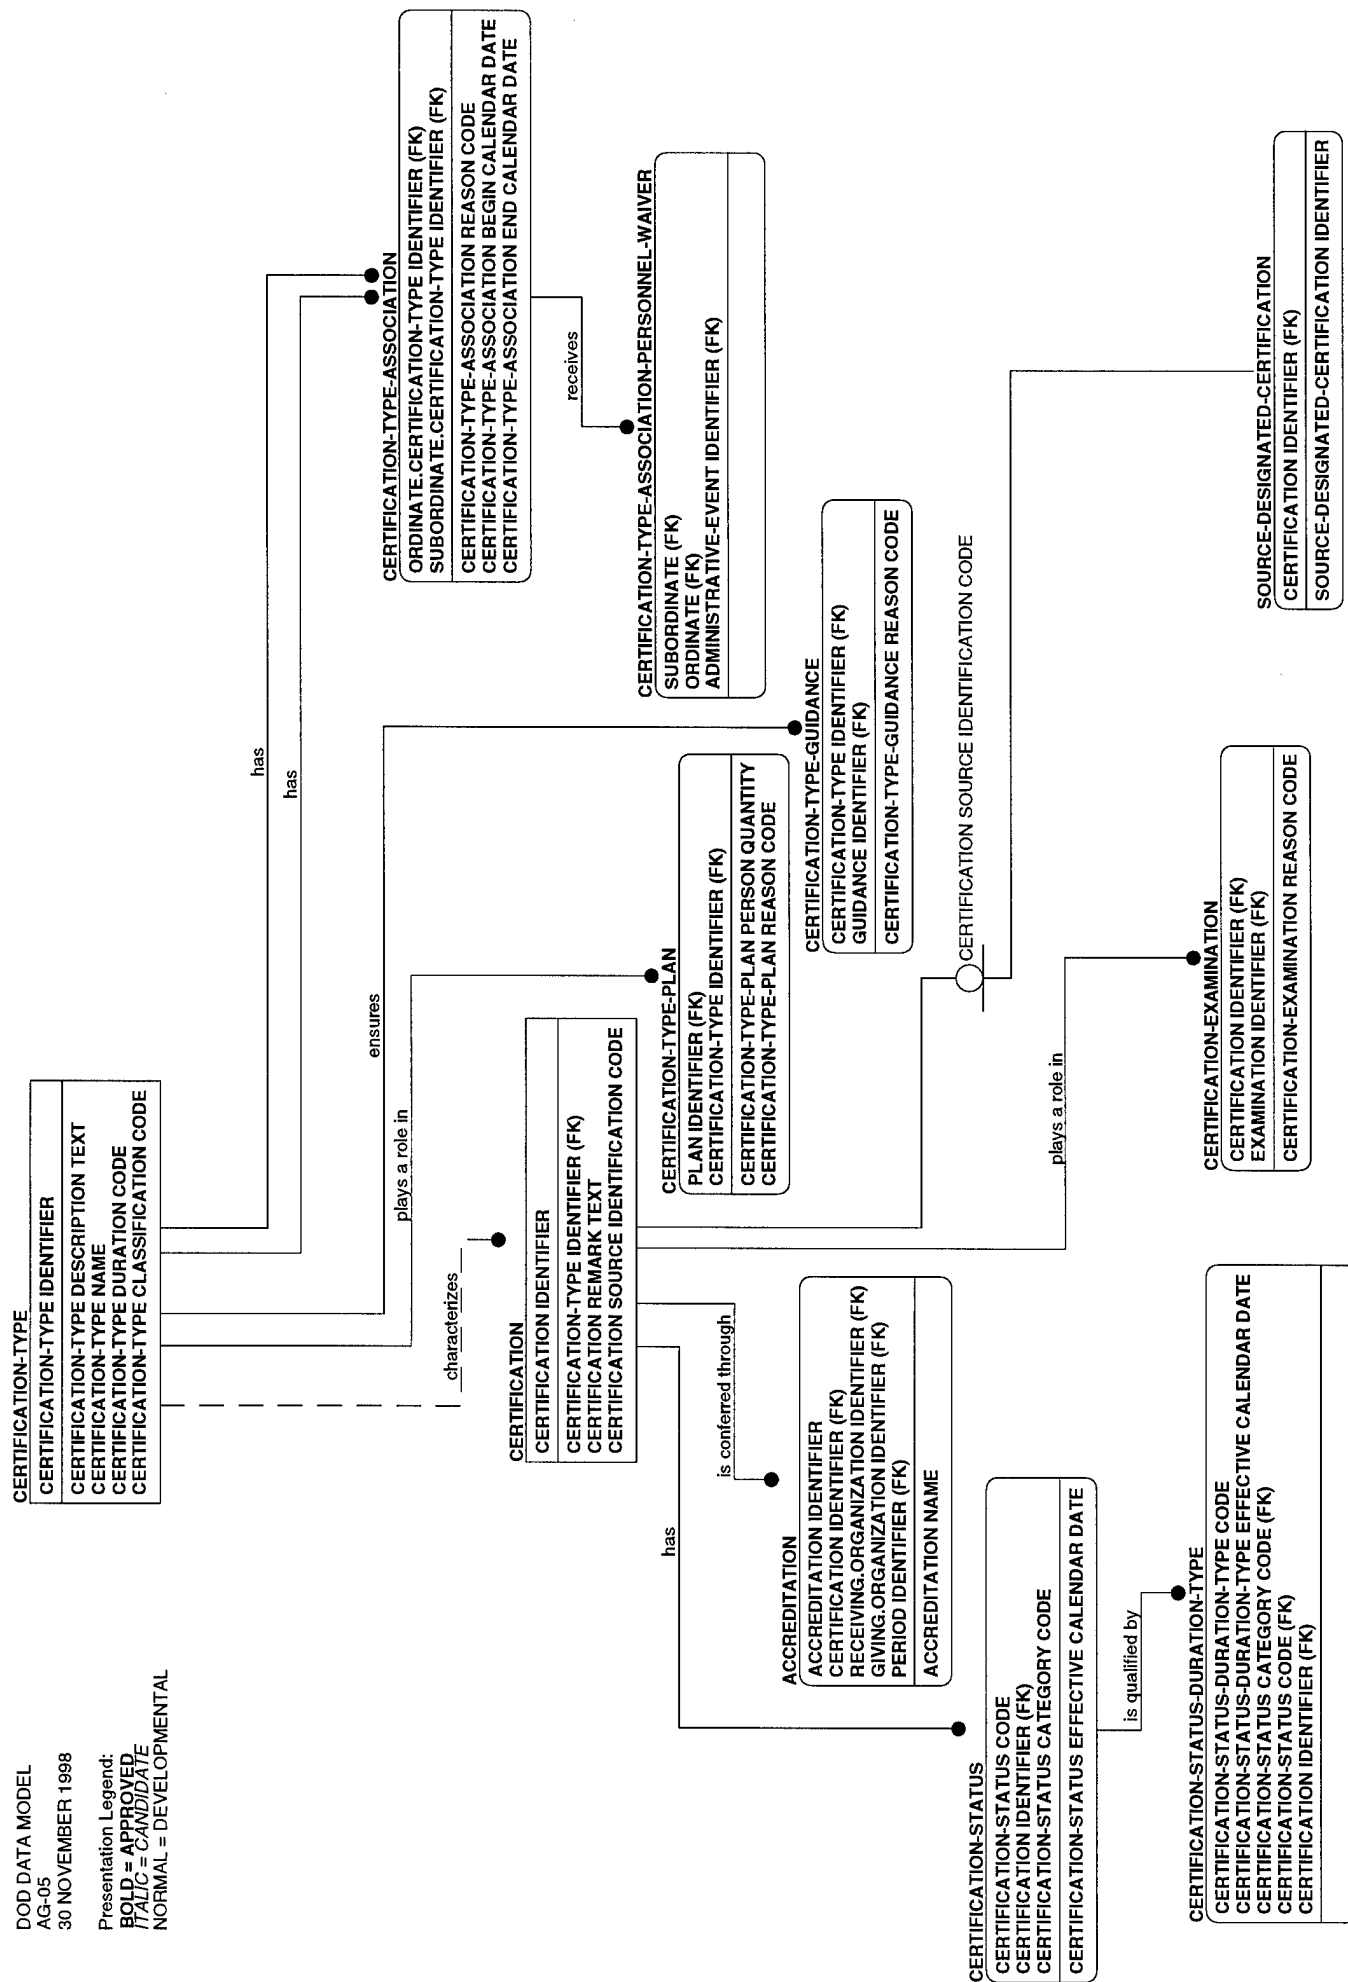 DOD DATA MODEL
AG-05
30 NOVEMBER 1998
Presentation Legend:
BOLD = APPROVED
ITALIC = CANDIDATE
NORMAL = DEVELOPMENTAL
CERTIFICATION-TYPE
CERTIFICATION-TYPE IDENTIFIER
CERTIFICATION-TYPE DESCRIPTION TEXT
CERTIFICATION-TYPE NAME
CERTIFICATION-TYPE DURATION CODE
CERTIFICATION-TYPE CLASSIFICATION CODE
has
has
ensures
plays a role in
characterizes
CERTIFICATION-TYPE-ASSOCIATION
ORDINATE.CERTIFICATION-TYPE IDENTIFIER (FK)
SUBORDINATE.CERTIFICATION-TYPE IDENTIFIER (FK)
CERTIFICATION-TYPE-ASSOCIATION REASON CODE
CERTIFICATION-TYPE-ASSOCIATION BEGIN CALENDAR DATE
CERTIFICATION-TYPE-ASSOCIATION END CALENDAR DATE
receives
CERTIFICATION-TYPE-ASSOCIATION-PERSONNEL-WAIVER
SUBORDINATE (FK)
ORDINATE (FK)
ADMINISTRATIVE-EVENT IDENTIFIER (FK)
CERTIFICATION
CERTIFICATION IDENTIFIER
CERTIFICATION-TYPE IDENTIFIER (FK)
CERTIFICATION REMARK TEXT
CERTIFICATION SOURCE IDENTIFICATION CODE
CERTIFICATION-TYPE-PLAN
PLAN IDENTIFIER (FK)
CERTIFICATION-TYPE IDENTIFIER (FK)
CERTIFICATION-TYPE-PLAN PERSON QUANTITY
CERTIFICATION-TYPE-PLAN REASON CODE
CERTIFICATION-TYPE-GUIDANCE
CERTIFICATION-TYPE IDENTIFIER (FK)
GUIDANCE IDENTIFIER (FK)
CERTIFICATION-TYPE-GUIDANCE REASON CODE
has
is conferred through
ACCREDITATION
ACCREDITATION IDENTIFIER
CERTIFICATION IDENTIFIER (FK)
RECEIVING.ORGANIZATION IDENTIFIER (FK)
GIVING.ORGANIZATION IDENTIFIER (FK)
PERIOD IDENTIFIER (FK)
ACCREDITATION NAME
CERTIFICATION SOURCE IDENTIFICATION CODE
plays a role in
CERTIFICATION-STATUS
CERTIFICATION-STATUS CODE
CERTIFICATION IDENTIFIER (FK)
CERTIFICATION-STATUS CATEGORY CODE
CERTIFICATION-STATUS EFFECTIVE CALENDAR DATE
is qualified by
CERTIFICATION-STATUS-DURATION-TYPE
CERTIFICATION-STATUS-DURATION-TYPE CODE
CERTIFICATION-STATUS-DURATION-TYPE EFFECTIVE CALENDAR DATE
CERTIFICATION-STATUS CATEGORY CODE (FK)
CERTIFICATION-STATUS CODE (FK)
CERTIFICATION IDENTIFIER (FK)
CERTIFICATION-EXAMINATION
CERTIFICATION IDENTIFIER (FK)
EXAMINATION IDENTIFIER (FK)
CERTIFICATION-EXAMINATION REASON CODE
SOURCE-DESIGNATED-CERTIFICATION
CERTIFICATION IDENTIFIER (FK)
SOURCE-DESIGNATED-CERTIFICATION IDENTIFIER